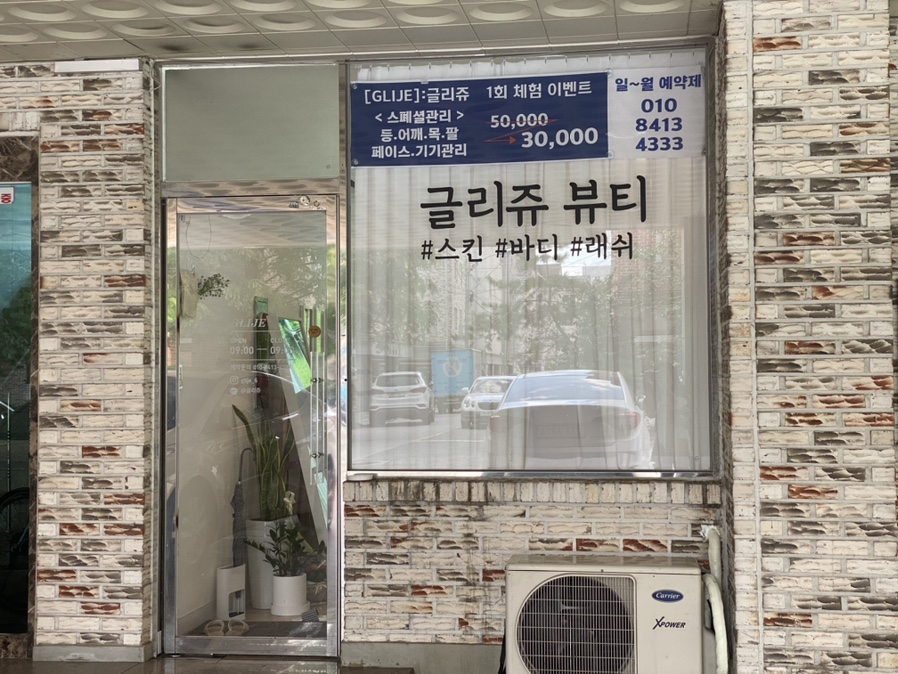 [GLIJE]:글리쥬 1회 체험 이벤트
< 스페셜관리 >
등.어깨.목.팔
페이스.기기관리
50,000
30,000
일~월 예약제
010
8413
4333
글리쥬 뷰티
#스킨 #바디 #래쉬
중
GLIJE
OPEN
09:00
Carrier
XPOWER